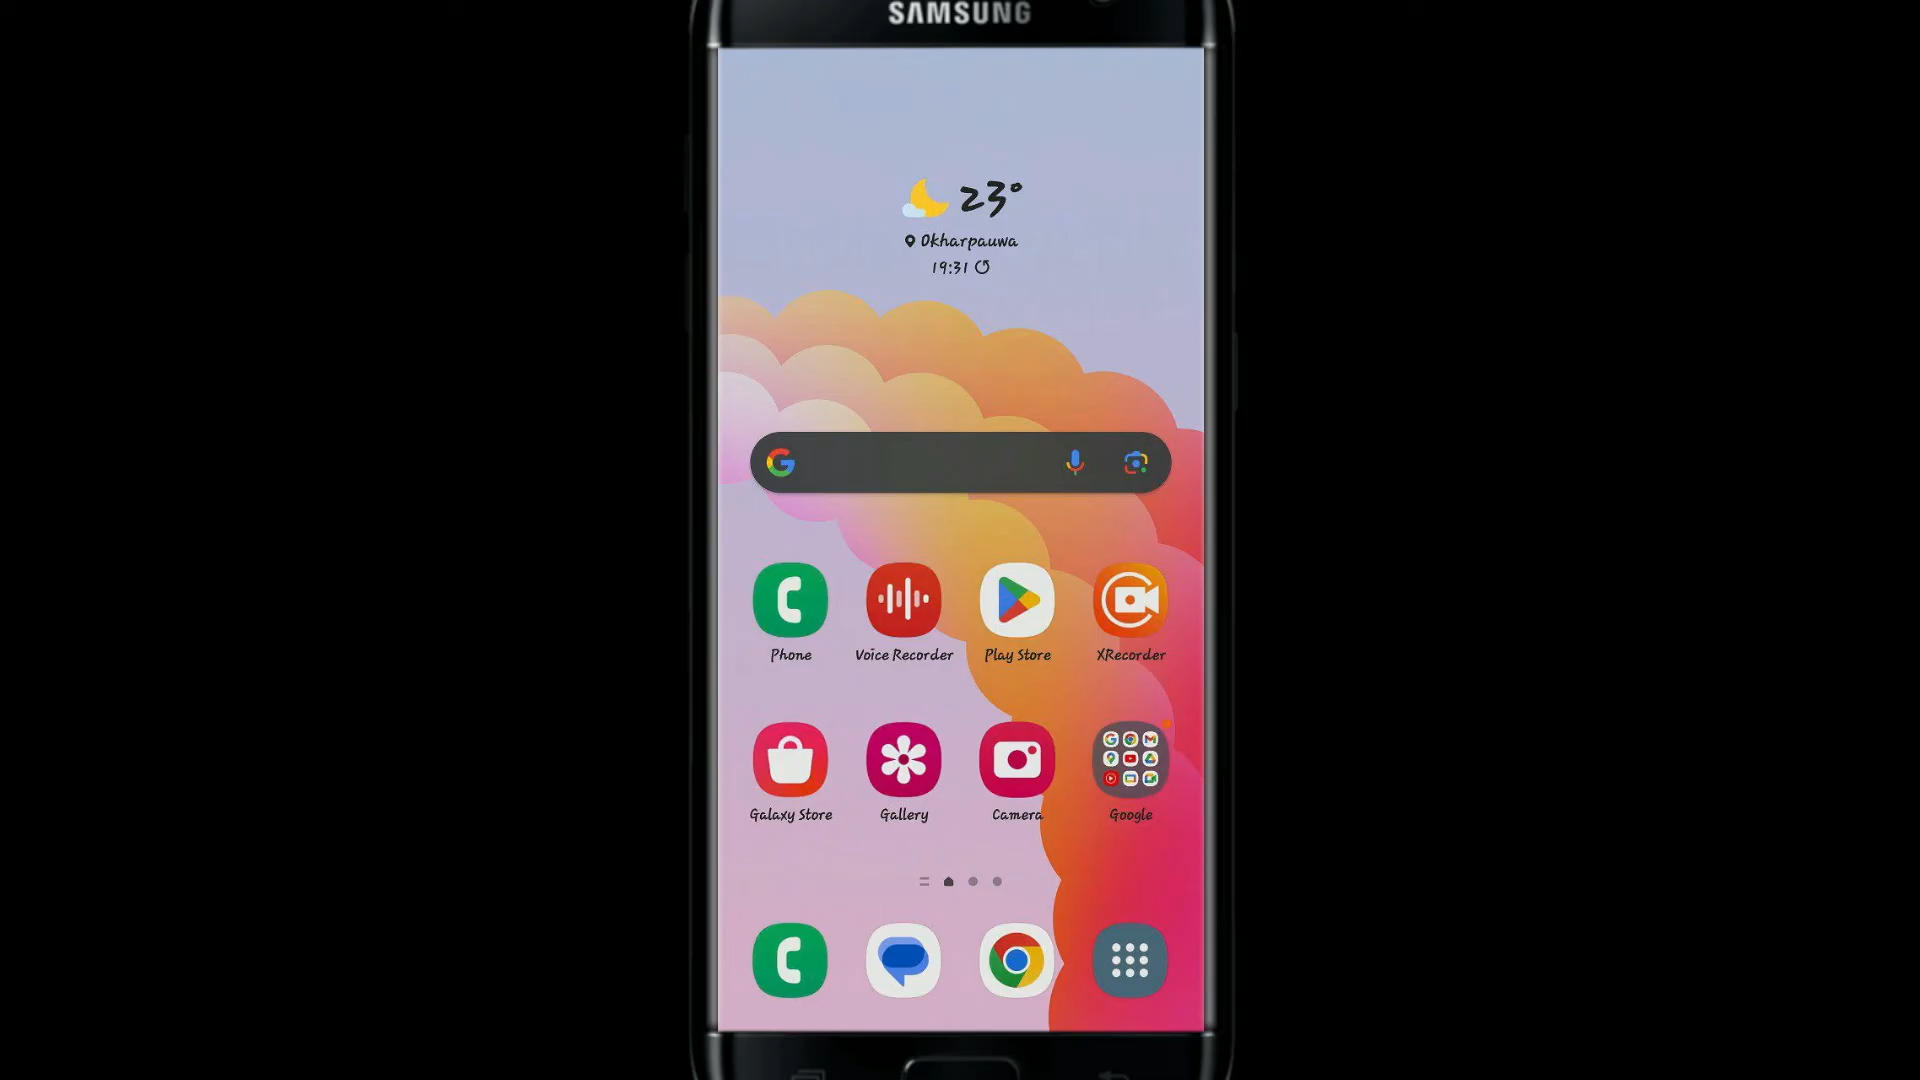 SAMSUNG
23°
Okharpauwa
19:31
Phone
Voice Recorder
Play Store
XRecorder
Galaxy Store
Gallery
Camera
Google